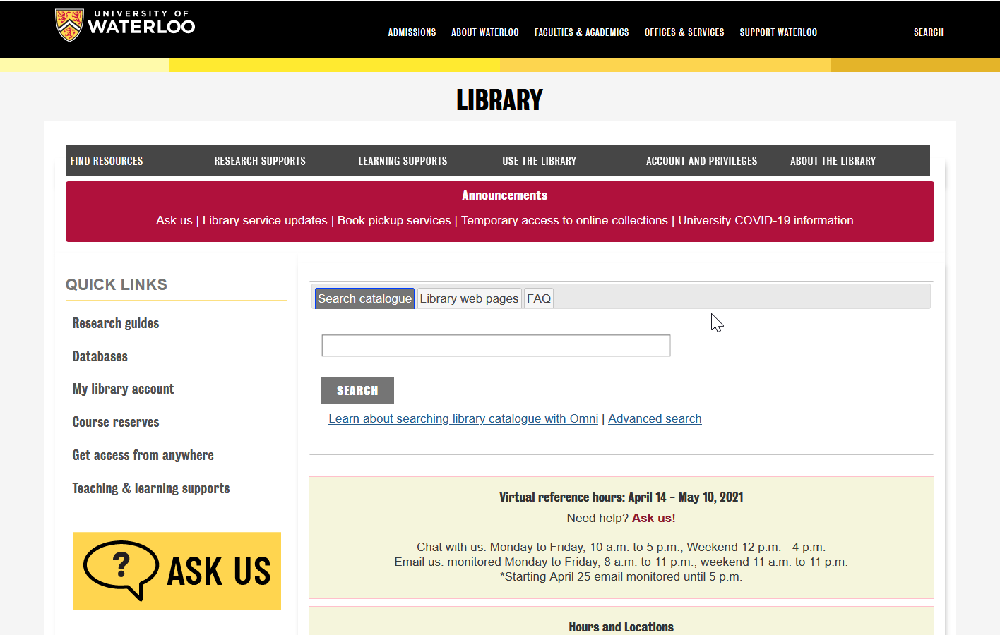 UNIVERSITY OF
WATERLOO
ADMISSIONS ABOUT WATERLOO FACULTIES & ACADEMICS OFFICES & SERVICES SUPPORT WATERLOO SEARCH
LIBRARY
FIND RESOURCES RESEARCH SUPPORTS LEARNING SUPPORTS USE THE LIBRARY ACCOUNT AND PRIVILEGES ABOUT THE LIBRARY
Announcements
Ask us | Library service updates | Book pickup services | Temporary access to online collections | University COVID-19 information
QUICK LINKS
Research guides
Databases
My library account
Course reserves
Get access from anywhere
Teaching & learning supports
? ASK US
Search catalogue Library web pages FAQ
SEARCH
Learn about searching library catalogue with Omni | Advanced search
Virtual reference hours: April 14 - May 10, 2021
Need help? Ask us!
Chat with us: Monday to Friday, 10 a.m. to 5 p.m.; Weekend 12 p.m. - 4 p.m.
Email us: monitored Monday to Friday, 8 a.m. to 11 p.m.; weekend 11 a.m. to 11 p.m.
*Starting April 25 email monitored until 5 p.m.
Hours and Locations